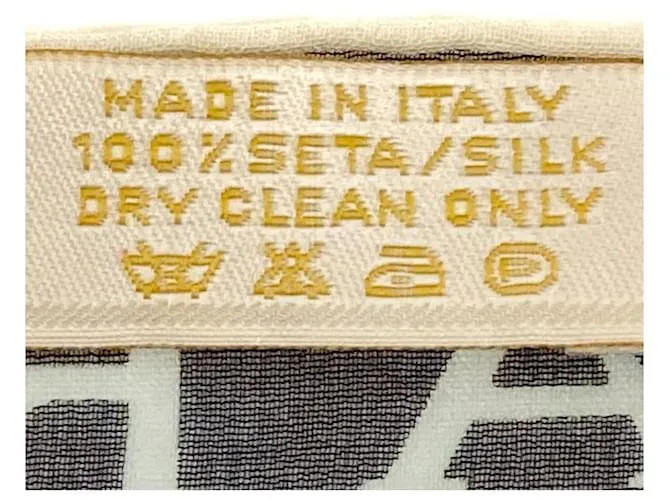 MADE IN ITALY
100% SETA/SILK
DRY CLEAN ONLY
P